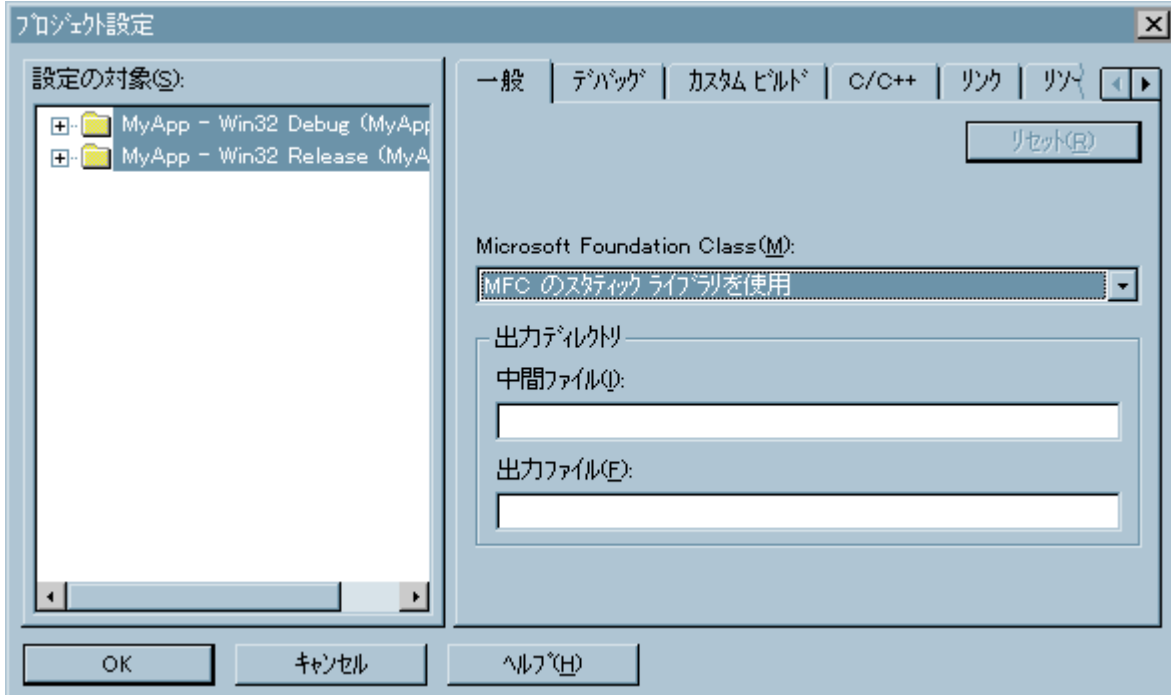 プロジェクト設定
設定の対象(S):
MyApp - Win32 Debug (MyApp
MyApp - Win32 Release (MyA
一般 デバッグ カスタム ビルド C/C++ リンク リソー
リセット(R)
Microsoft Foundation Class(M):
MFC のスタティック ライブラリを使用
出力ディレクトリ
中間ファイル(I):
出力ファイル(F):
OK キャンセル ヘルプ(H)